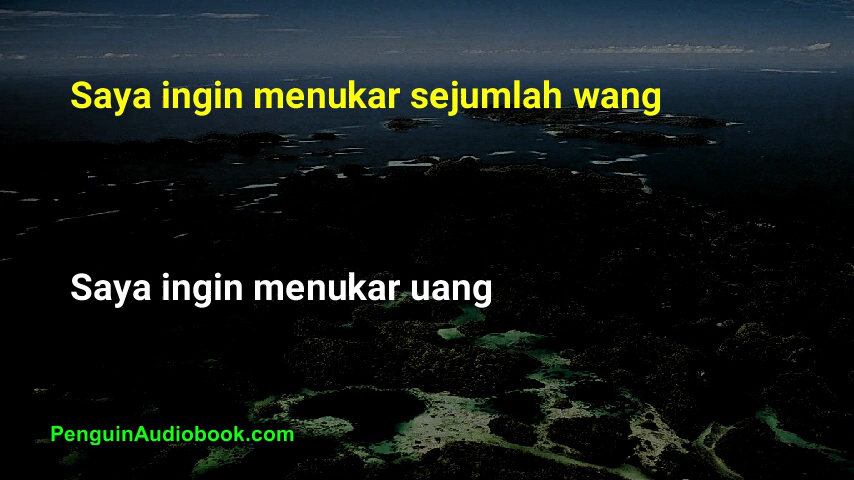 Saya ingin menukar sejumlah wang
Saya ingin menukar uang
PenguinAudiobook.com